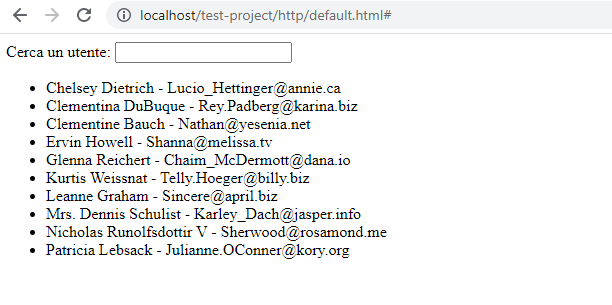 localhost/test-project/http/default.html#
Cerca un utente:
Chelsey Dietrich - Lucio_Hettinger@annie.ca
Clementina DuBuque - Rey.Padberg@karina.biz
Clementine Bauch - Nathan@yesenia.net
Ervin Howell - Shanna@melissa.tv
Glenna Reichert - Chaim_McDermott@dana.io
Kurtis Weissnat - Telly.Hoeger@billy.biz
Leanne Graham - Sincere@april.biz
Mrs. Dennis Schulist - Karley_Dach@jasper.info
Nicholas Runolfsdottir V - Sherwood@rosamond.me
Patricia Lebsack - Julianne.OConner@kory.org